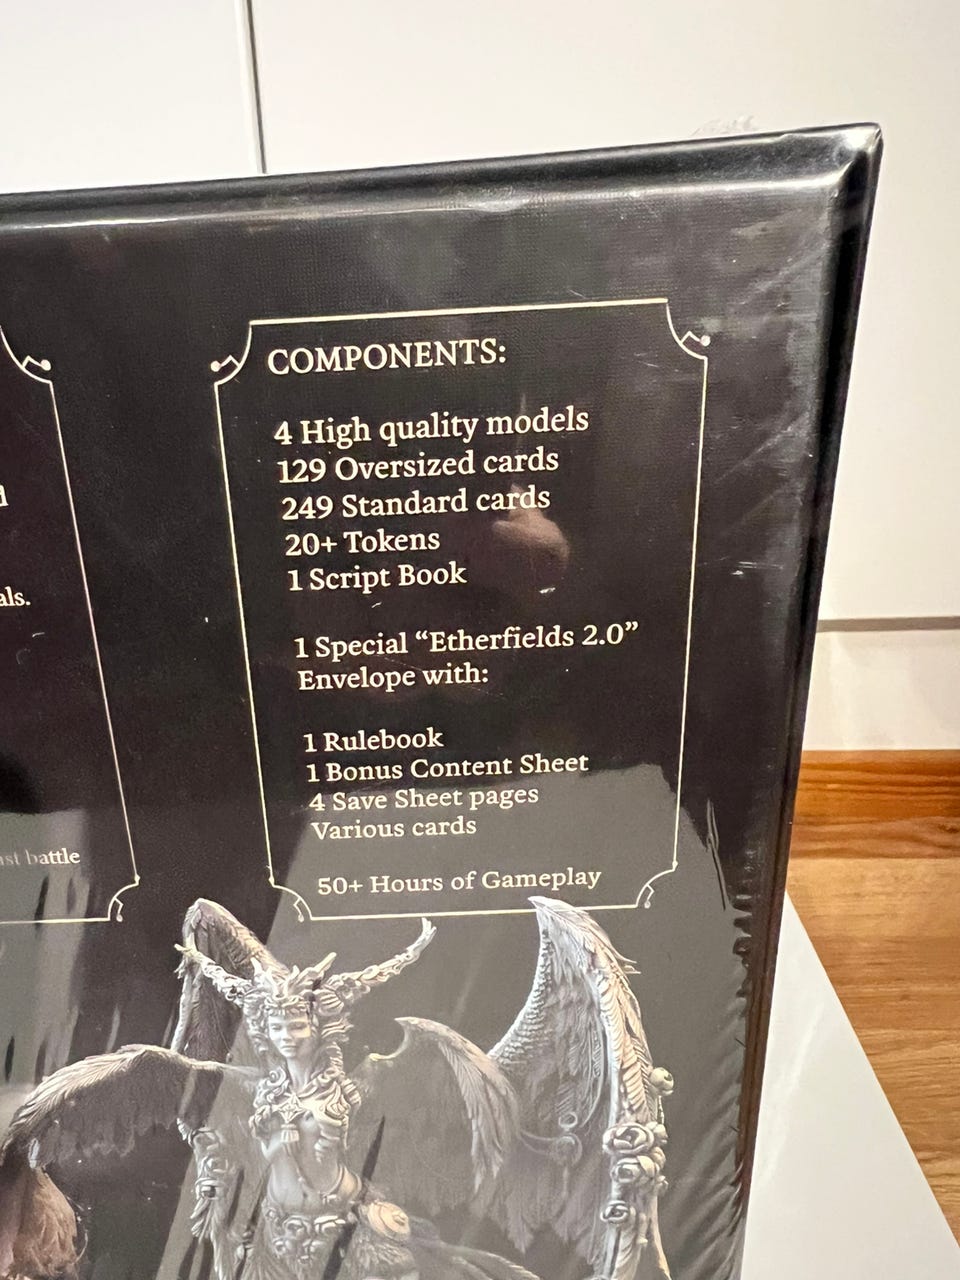 als.
battle
COMPONENTS:
4 High quality models
129 Oversized cards
249 Standard cards
20+ Tokens
1 Script Book
1 Special “Etherfields 2.0”
Envelope with:
1 Rulebook
1 Bonus Content Sheet
4 Save Sheet pages
Various cards
50+ Hours of Gameplay